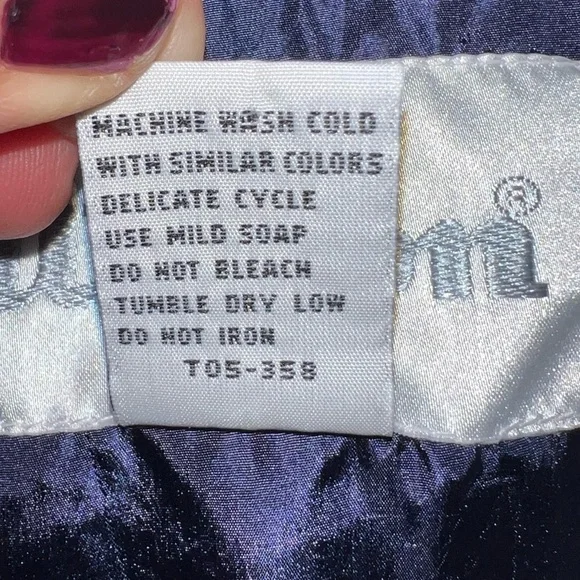 MACHINE WASH COLD
WITH SIMILAR COLORS
DELICATE CYCLE
USE MILD SOAP
DO NOT BLEACH
TUMBLE DRY LOW
DO NOT IRON
T05-358